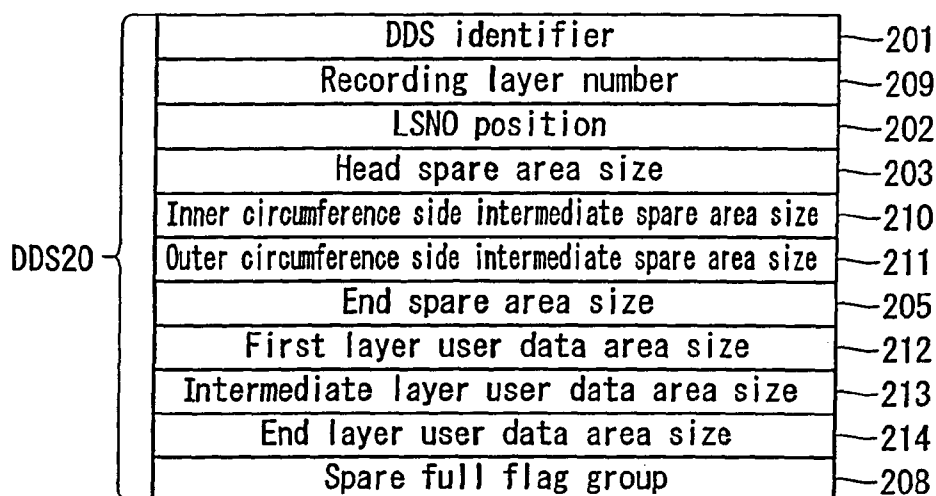 DDS identifier 201
Recording layer number 209
LSN0 position 202
Head spare area size 203
Inner circumference side intermediate spare area size 210
DDS20 Outer circumference side intermediate spare area size 211
End spare area size 205
First layer user data area size 212
Intermediate layer user data area size 213
End layer user data area size 214
Spare full flag group 208